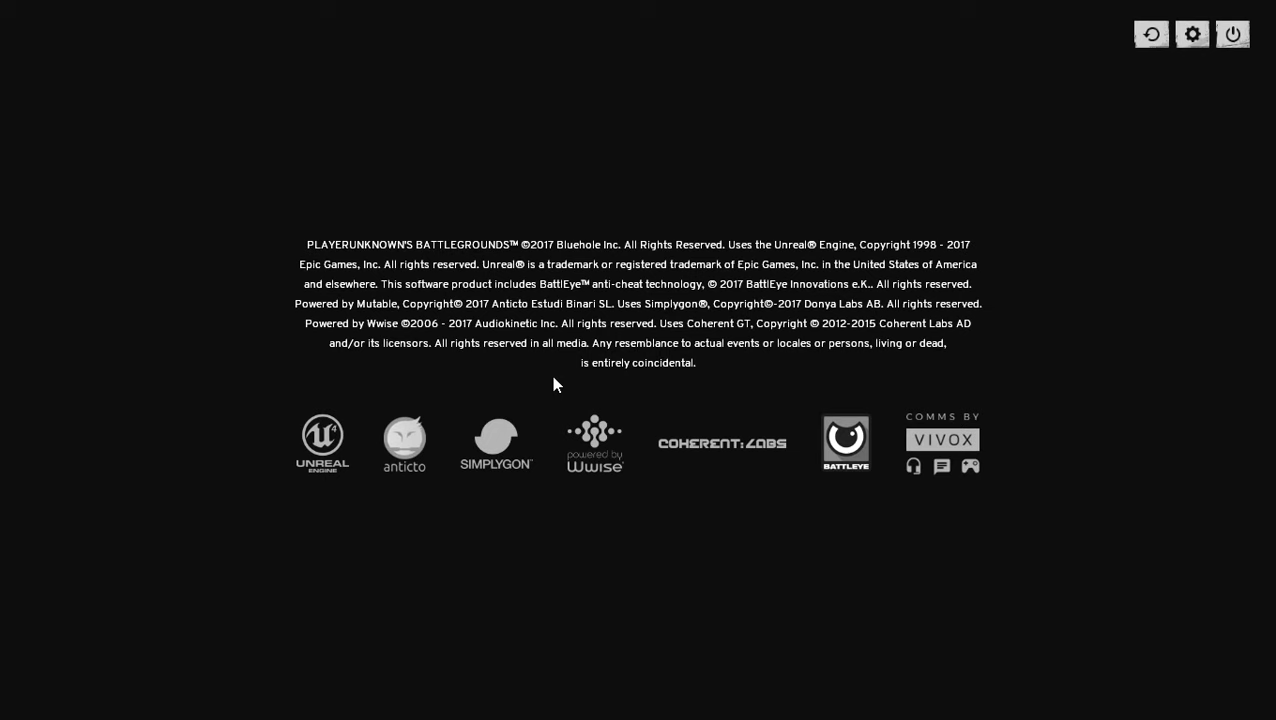 PLAYERUNKNOWN'S BATTLEGROUNDS™ ©2017 Bluehole Inc. All Rights Reserved. Uses the Unreal® Engine, Copyright 1998 - 2017
Epic Games, Inc. All rights reserved. Unreal® is a trademark or registered trademark of Epic Games, Inc. in the United States of America
and elsewhere. This software product includes BattlEye™ anti-cheat technology, © 2017 BattlEye Innovations e.K.. All rights reserved.
Powered by Mutable, Copyright© 2017 Anticto Estudi Binari SL. Uses Simplygon®, Copyright©-2017 Donya Labs AB. All rights reserved.
Powered by Wwise ©2006 - 2017 Audiokinetic Inc. All rights reserved. Uses Coherent GT, Copyright © 2012-2015 Coherent Labs AD
and/or its licensors. All rights reserved in all media. Any resemblance to actual events or locales or persons, living or dead,
is entirely coincidental.
UNREAL
ENGINE
4
anticto
SIMPLYGON™
powered by
Wwise®
COHERENT:LABS
BATTLEYE
COMMS BY
VIVOX